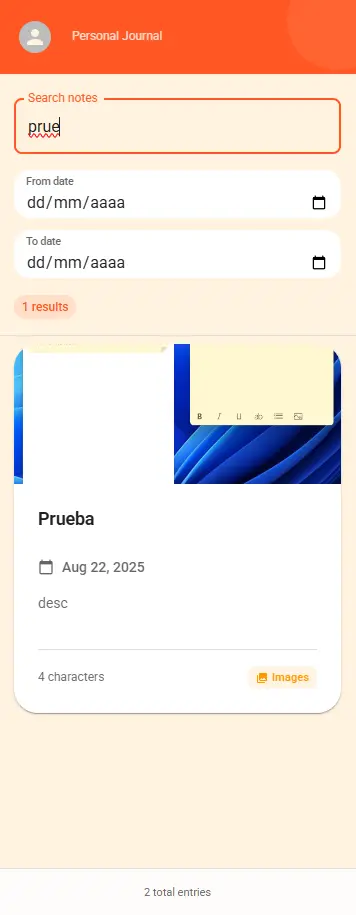 Personal Journal
Search notes
prue
From date
dd/mm/aaaa
To date
dd/mm/aaaa
1 results
B I U ab
Prueba
Aug 22, 2025
desc
4 characters
Images
2 total entries